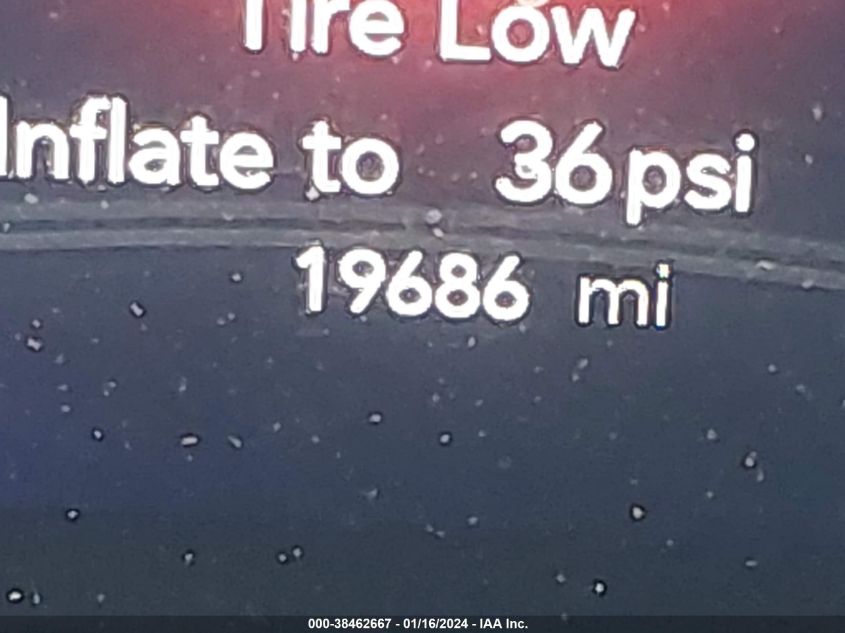 Tire Low
Inflate to 36 psi
19686 mi
000-38462667 - 01/16/2024 - IAA Inc.